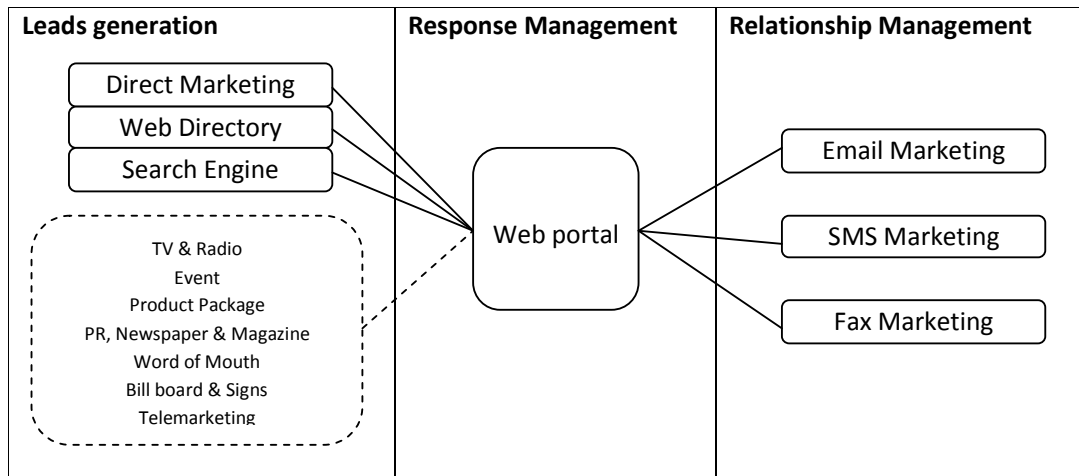 Leads generation
Response Management
Relationship Management
Direct Marketing
Web Directory
Search Engine
TV & Radio
Event
Product Package
PR, Newspaper & Magazine
Word of Mouth
Bill board & Signs
Telemarketing
Web portal
Email Marketing
SMS Marketing
Fax Marketing